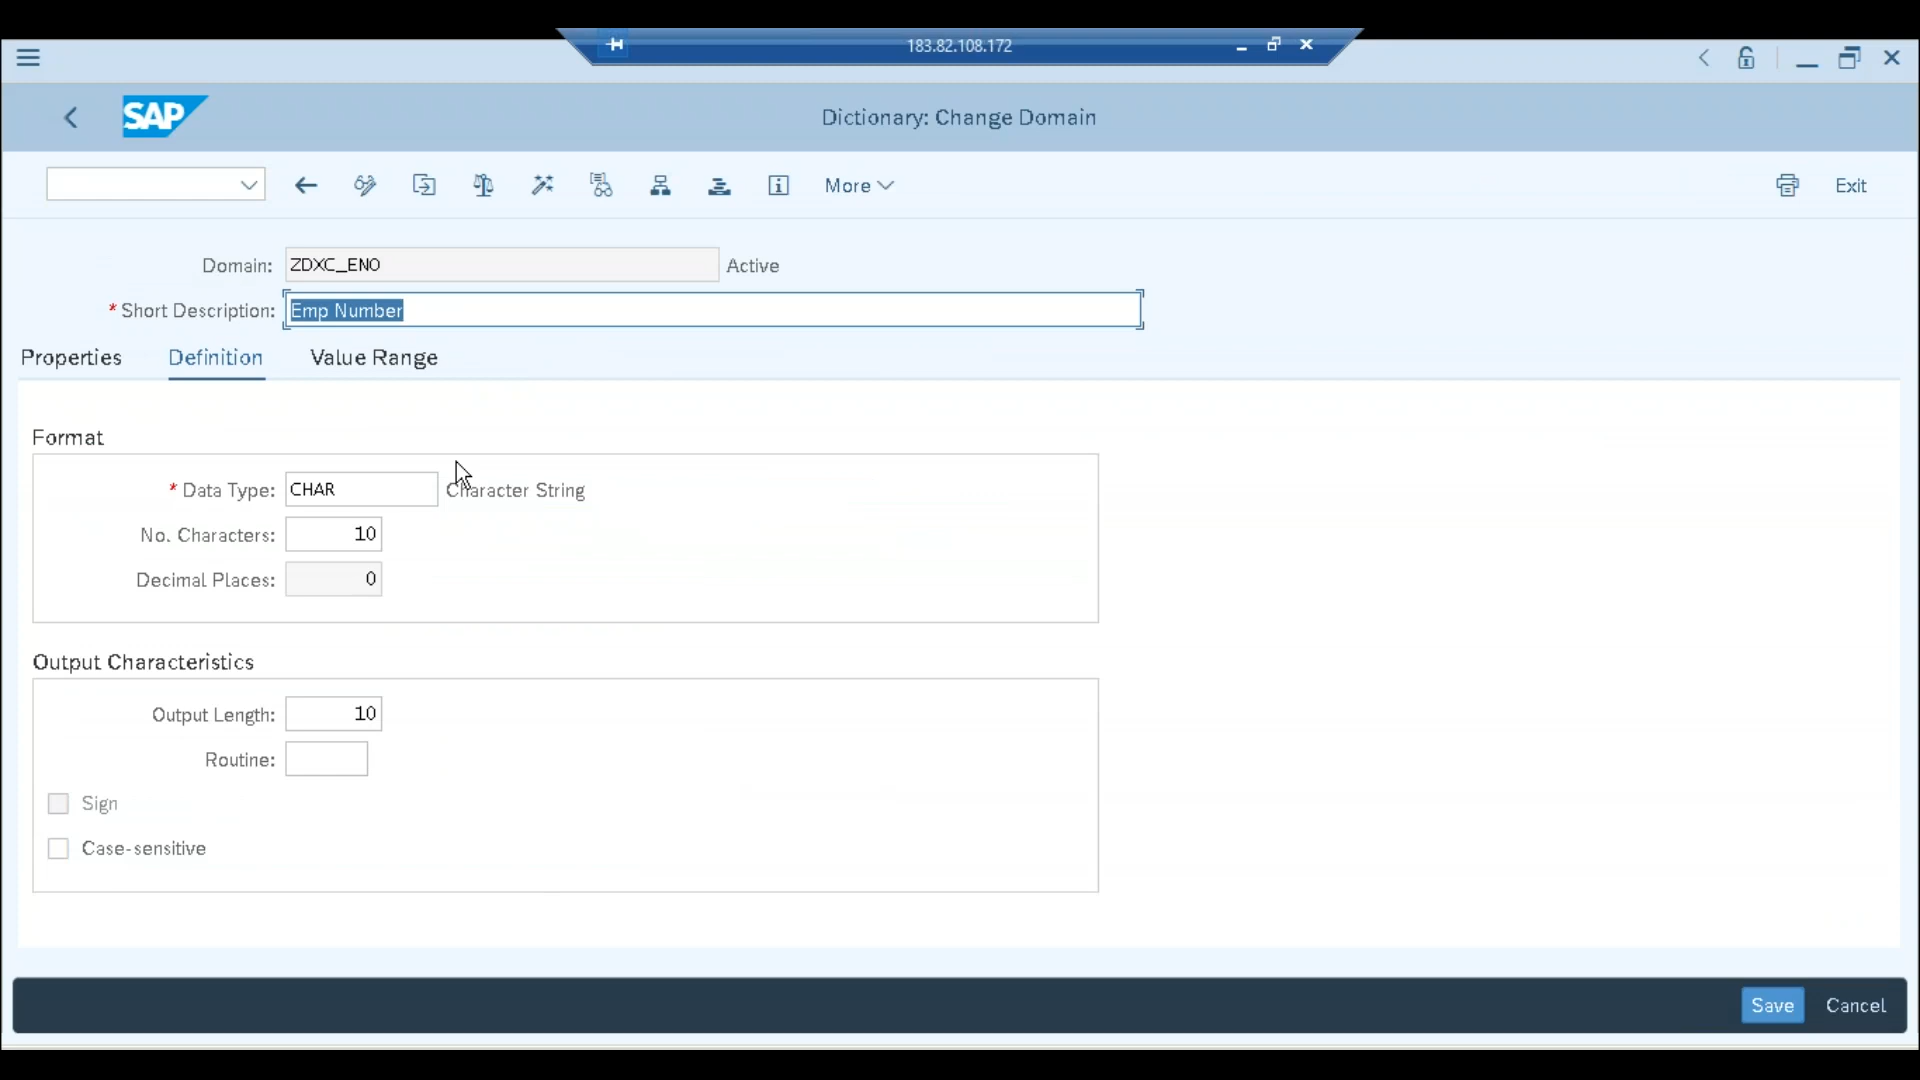 183.82.108.172
SAP
Dictionary: Change Domain
More
Exit
Domain: ZDXC_ENO Active
* Short Description: Emp Number
Properties Definition Value Range
Format
* Data Type: CHAR Character String
No. Characters: 10
Decimal Places: 0
Output Characteristics
Output Length: 10
Routine:
Sign
Case-sensitive
Save Cancel